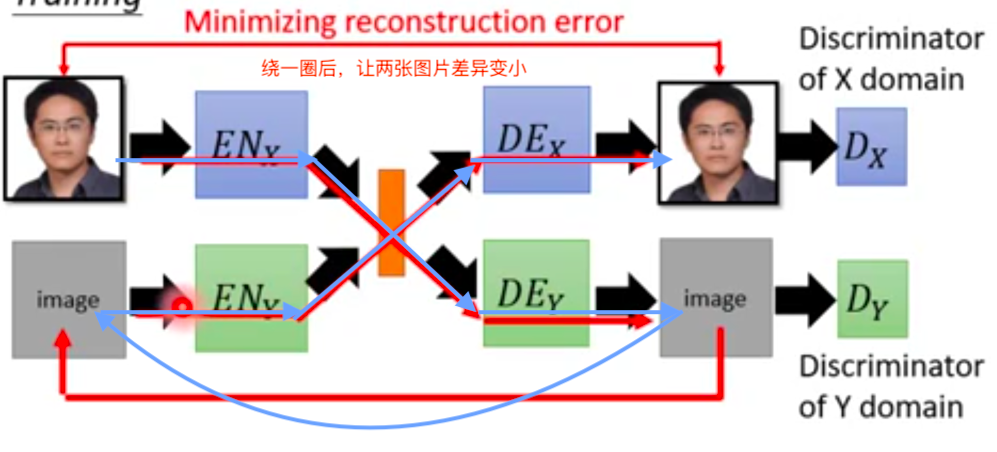 Training
Minimizing reconstruction error
绕一圈后，让两张图片差异变小
Discriminator
of X domain
EN_X
DE_X
D_X
image
EN_Y
DE_Y
image
D_Y
Discriminator
of Y domain